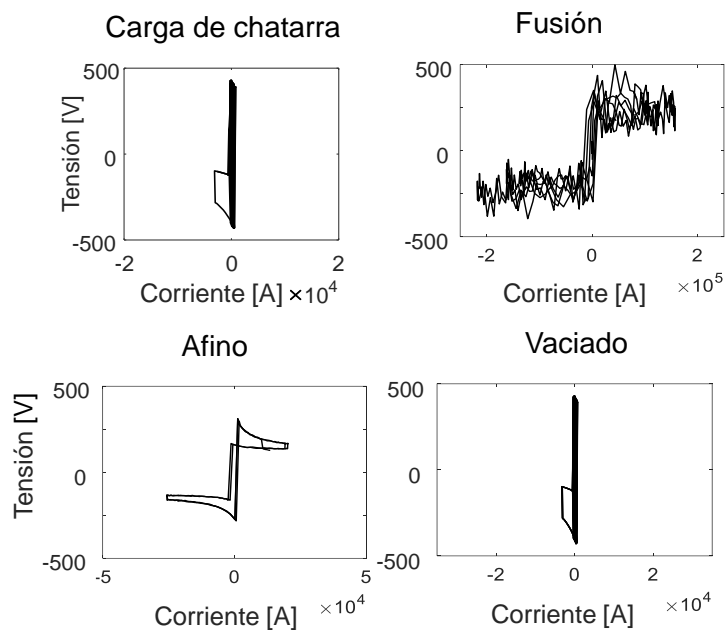 Carga de chatarra
Fusión
500
0
-500
Tensión [V]
-2
0
2
Corriente [A] ×10^4
500
0
-500
-2
0
2
Corriente [A]
×10^5
Afino
Vaciado
500
0
-500
Tensión [V]
-5
0
5
Corriente [A]
×10^4
500
0
-500
-2
0
2
Corriente [A]
×10^4